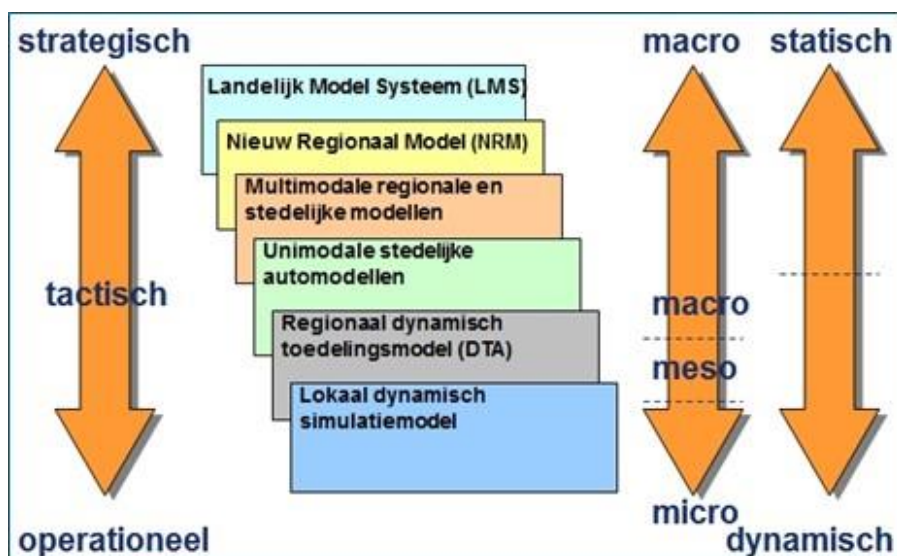 strategisch
macro
statisch
Landelijk Model Systeem (LMS)
Nieuw Regionaal Model (NRM)
Multimodale regionale en
stedelijke modellen
Unimodale stedelijke
automodellen
tactisch
macro
Regionaal dynamisch
toedelingsmodel (DTA)
meso
Lokaal dynamisch
simulatiemodel
micro
operationeel
dynamisch